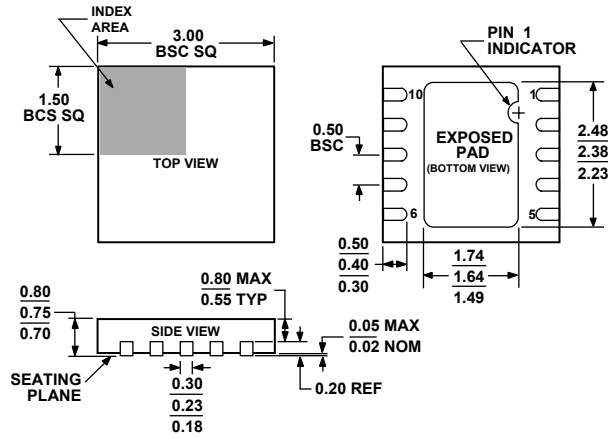 INDEX
AREA
3.00
BSC SQ
1.50
BCS SQ
TOP VIEW
PIN 1
INDICATOR
10
1
0.50
BSC
EXPOSED
PAD
(BOTTOM VIEW)
2.48
2.38
2.23
6
5
0.50
0.40
0.30
1.74
1.64
1.49
0.80
0.75
0.70
0.80 MAX
0.55 TYP
SIDE VIEW
0.05 MAX
0.02 NOM
SEATING
PLANE
0.30
0.23
0.18
0.20 REF